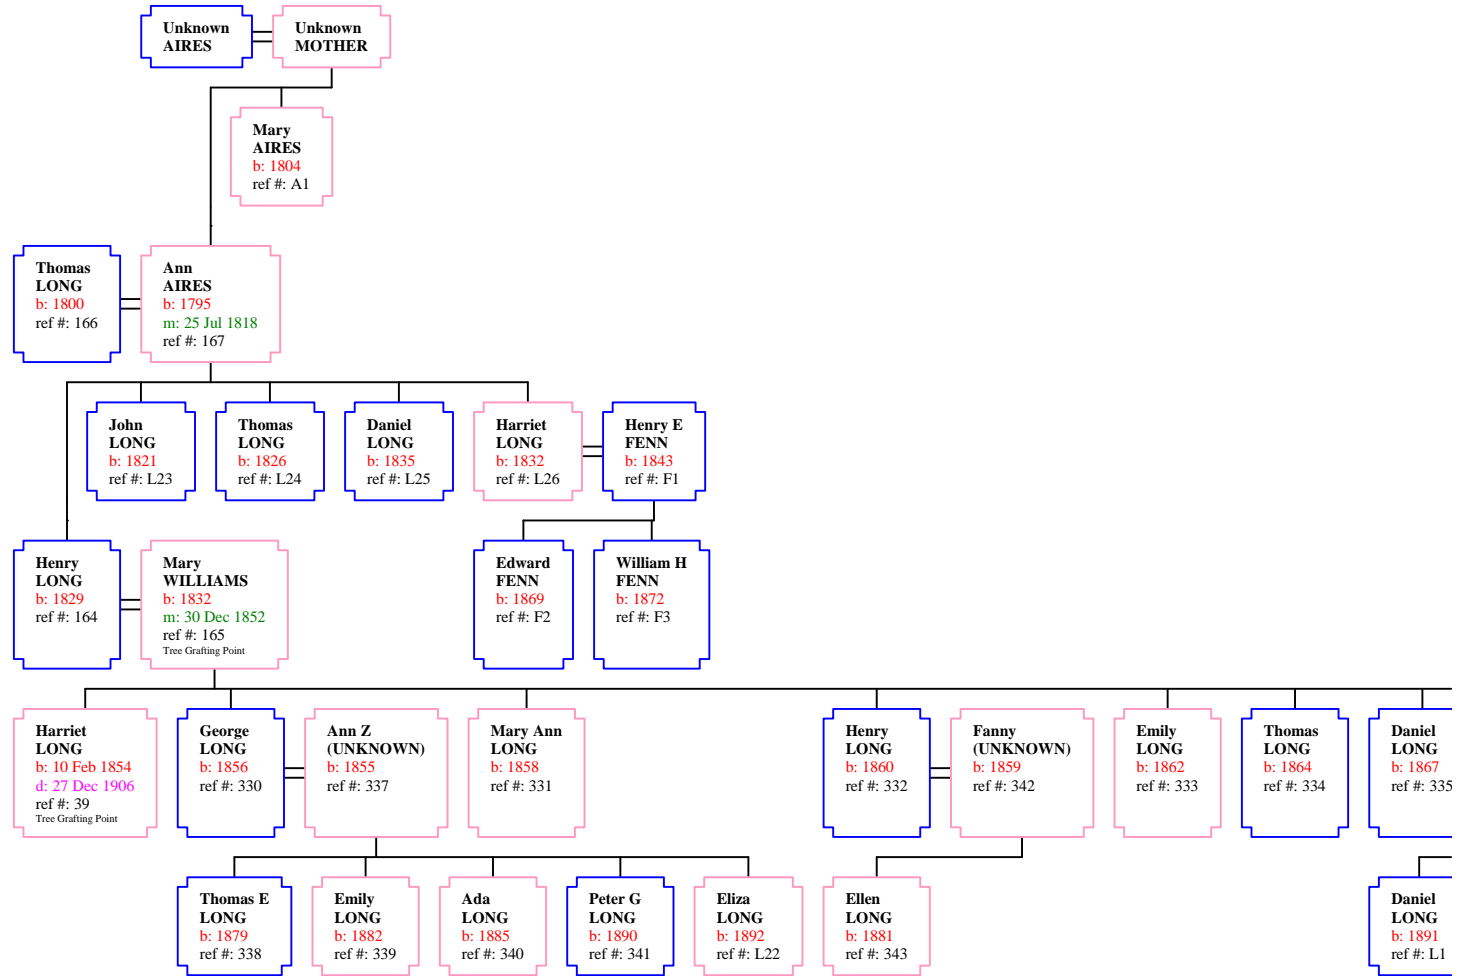 Unknown
AIRES
Unknown
MOTHER
Mary
AIRES
b: 1804
ref #: A1
Thomas
LONG
b: 1800
ref #: 166
Ann
AIRES
b: 1795
m: 25 Jul 1818
ref #: 167
John
LONG
b: 1821
ref #: L23
Thomas
LONG
b: 1826
ref #: L24
Daniel
LONG
b: 1835
ref #: L25
Harriet
LONG
b: 1832
ref #: L26
Henry E
FENN
b: 1843
ref #: F1
Henry
LONG
b: 1829
ref #: 164
Mary
WILLIAMS
b: 1832
m: 30 Dec 1852
ref #: 165
Tree Grafting Point
Edward
FENN
b: 1869
ref #: F2
William H
FENN
b: 1872
ref #: F3
Harriet
LONG
b: 10 Feb 1854
d: 27 Dec 1906
ref #: 39
Tree Grafting Point
George
LONG
b: 1856
ref #: 330
Ann Z
(UNKNOWN)
b: 1855
ref #: 337
Mary Ann
LONG
b: 1858
ref #: 331
Henry
LONG
b: 1860
ref #: 332
Fanny
(UNKNOWN)
b: 1859
ref #: 342
Emily
LONG
b: 1862
ref #: 333
Thomas
LONG
b: 1864
ref #: 334
Daniel
LONG
b: 1867
ref #: 335
Thomas E
LONG
b: 1879
ref #: 338
Emily
LONG
b: 1882
ref #: 339
Ada
LONG
b: 1885
ref #: 340
Peter G
LONG
b: 1890
ref #: 341
Eliza
LONG
b: 1892
ref #: L22
Ellen
LONG
b: 1881
ref #: 343
Daniel
LONG
b: 1891
ref #: L1